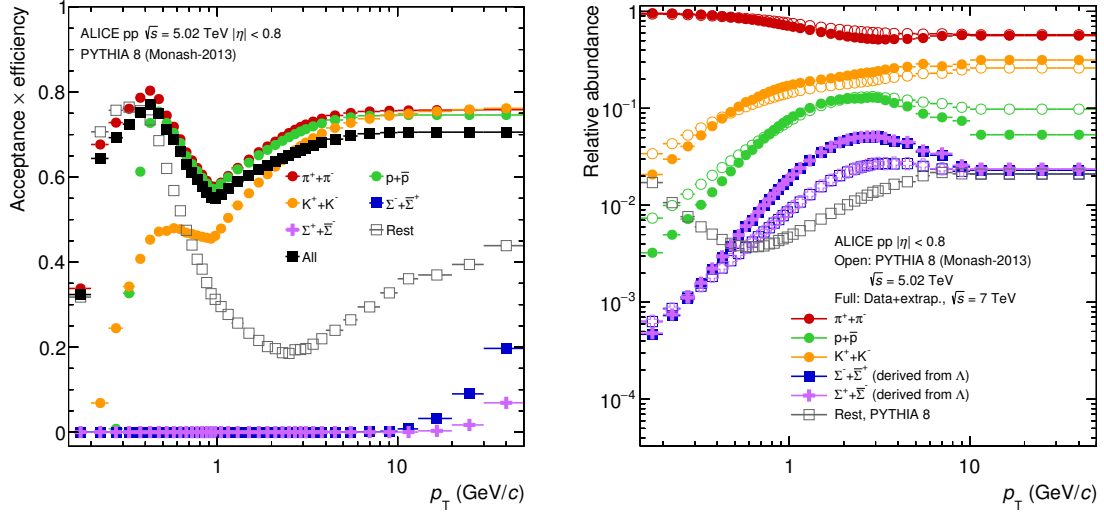 ALICE pp √s = 5.02 TeV |η| < 0.8
PYTHIA 8 (Monash-2013)
Acceptance × efficiency
0.8
0.6
0.4
0.2
0
π⁺+π⁻
p+p̅
K⁺+K⁻
Σ⁻+Σ̅⁺
Σ⁺+Σ̅⁻
Rest
All
1
10
p_T (GeV/c)
Relative abundance
1
10⁻¹
10⁻²
10⁻³
10⁻⁴
ALICE pp |η| < 0.8
Open: PYTHIA 8 (Monash-2013)
√s = 5.02 TeV
Full: Data+extrap., √s = 7 TeV
π⁺+π⁻
p+p̅
K⁺+K⁻
Σ⁻+Σ̅⁺ (derived from Λ)
Σ⁺+Σ̅⁻ (derived from Λ)
Rest, PYTHIA 8
1
10
p_T (GeV/c)